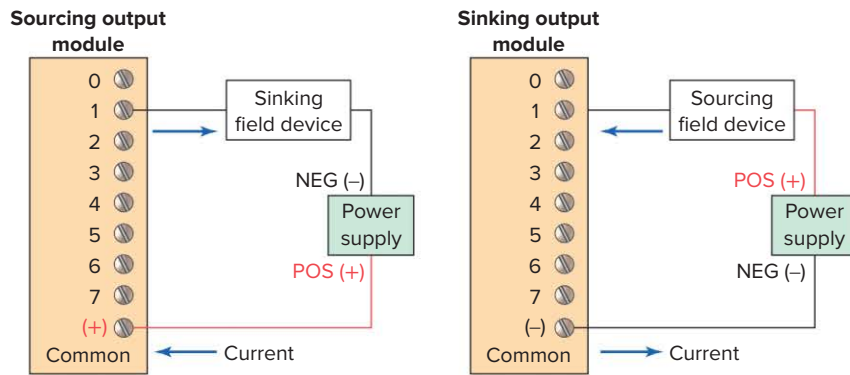 Sourcing output
module
0
1
2
3
4
5
6
7
(+)
Common
Sinking
field device
NEG (–)
Power
supply
POS (+)
Current
Sinking output
module
0
1
2
3
4
5
6
7
(–)
Common
Sourcing
field device
POS (+)
Power
supply
NEG (–)
Current